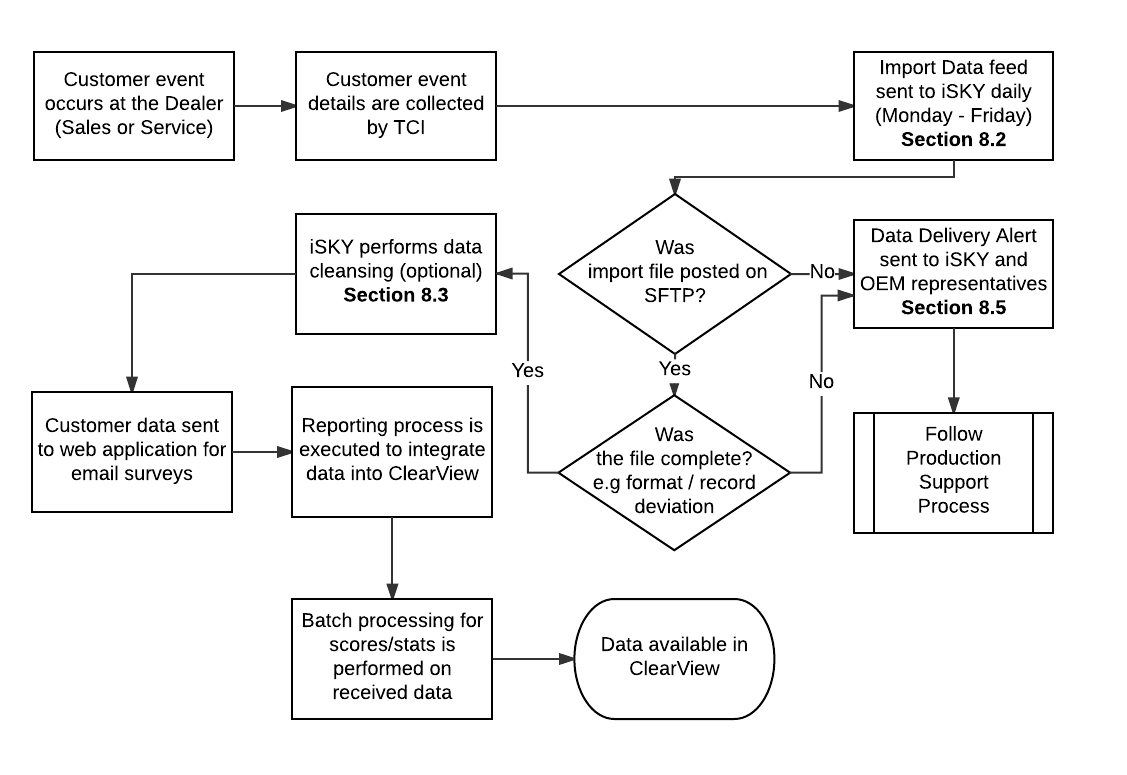 Customer event
occurs at the Dealer
(Sales or Service)
Customer event
details are collected
by TCI
Import Data feed
sent to iSKY daily
(Monday - Friday)
Section 8.2
iSKY performs data
cleansing (optional)
Section 8.3
Was
import file posted on
SFTP?
No
Data Delivery Alert
sent to iSKY and
OEM representatives
Section 8.5
Yes
Yes
No
Customer data sent
to web application for
email surveys
Reporting process is
executed to integrate
data into ClearView
Was
the file complete?
e.g format / record
deviation
Follow
Production
Support
Process
Batch processing for
scores/stats is
performed on
received data
Data available in
ClearView